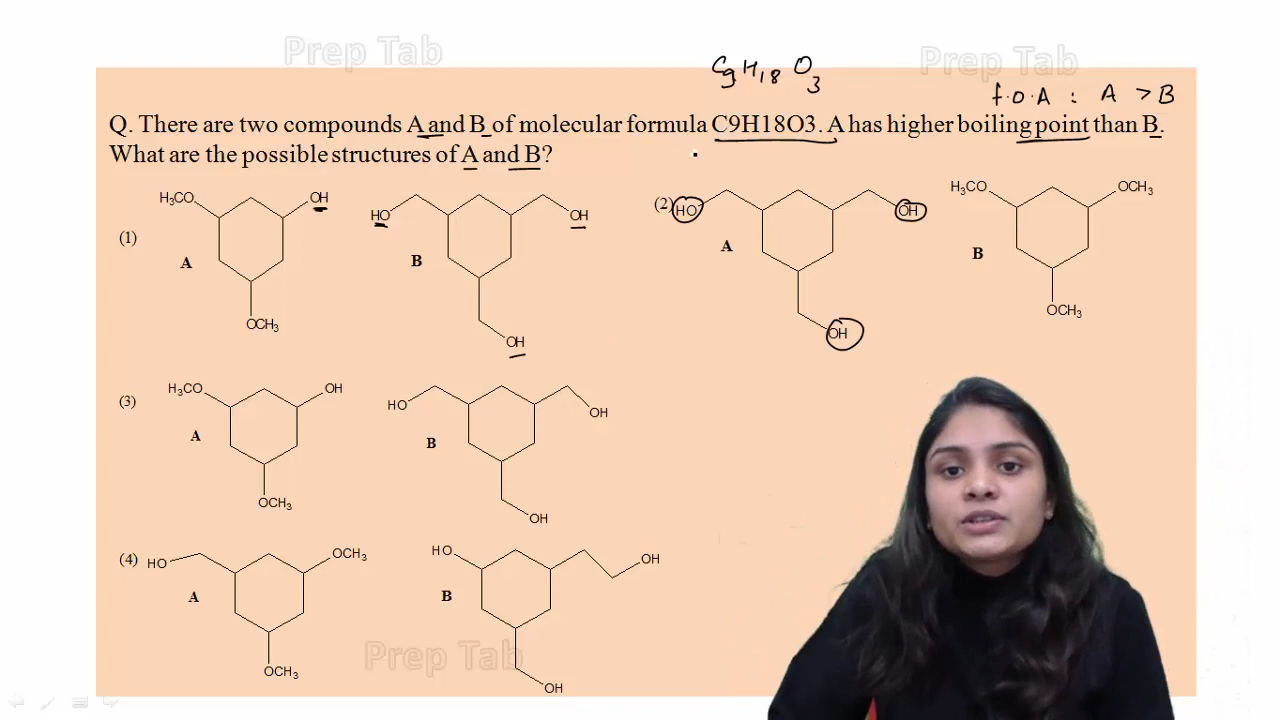 Prep Tab
Prep Tab
C9H18O3
f.O.A : A > B
Q. There are two compounds A and B of molecular formula C9H18O3. A has higher boiling point than B.
What are the possible structures of A and B?
(1)
H₃CO
OH
A
OCH₃
HO
OH
B
OH
(2)
HO
OH
A
OH
H₃CO
OCH₃
B
OCH₃
(3)
H₃CO
OH
A
OCH₃
HO
OH
B
OH
(4)
HO
OCH₃
A
OCH₃
HO
OH
B
OH
Prep Tab